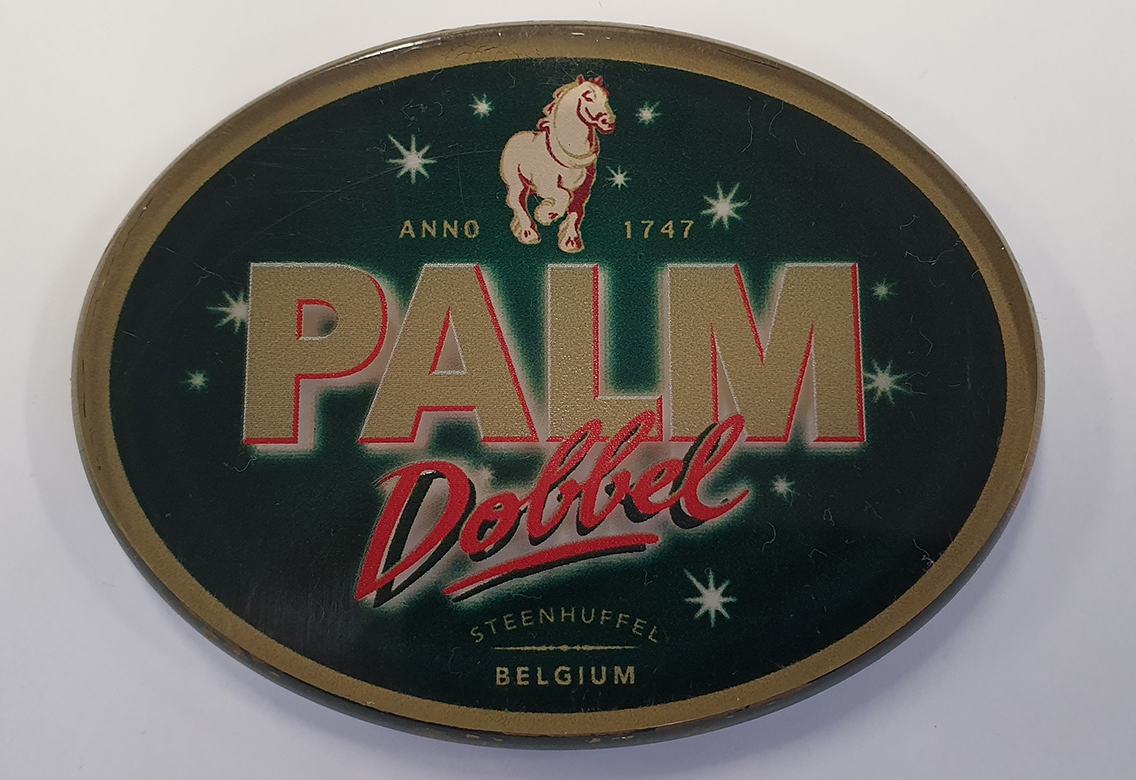 ANNO 1747
PALM
Dobbel
STEENHUFFEL
BELGIUM